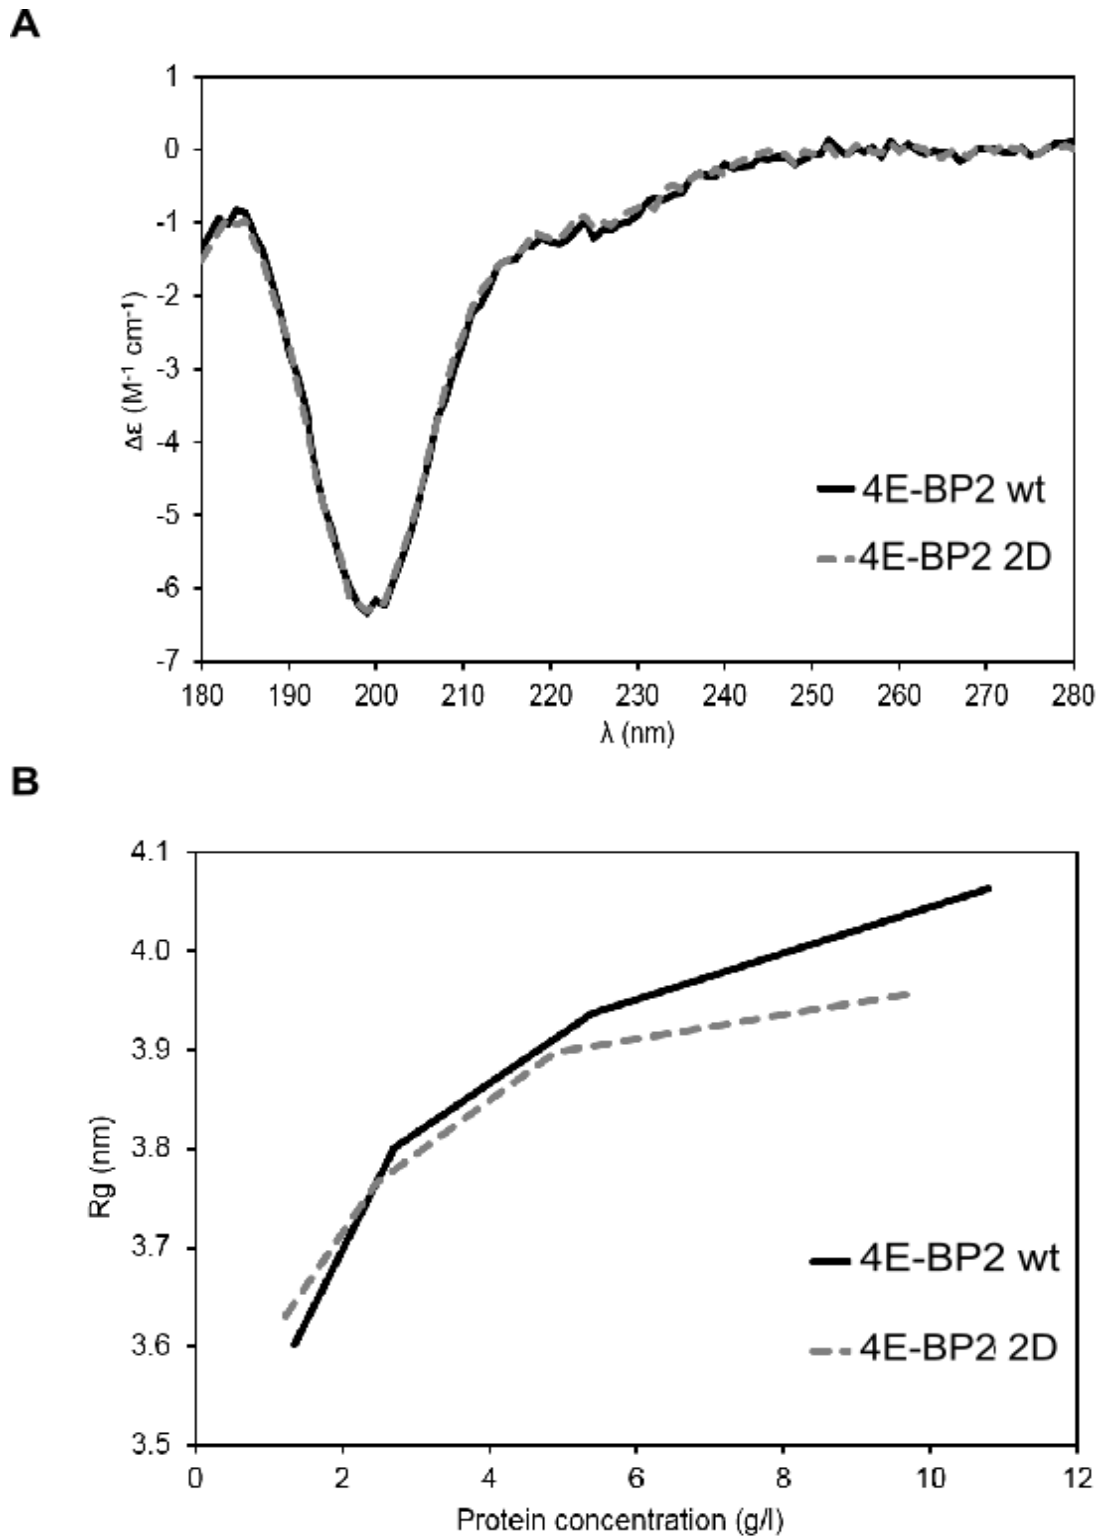 A
1
0
-1
-2
-3
-4
-5
-6
-7
Δε (M⁻¹ cm⁻¹)
4E-BP2 wt
4E-BP2 2D
180 190 200 210 220 230 240 250 260 270 280
λ (nm)
B
4.1
4.0
3.9
3.8
3.7
3.6
3.5
Rg (nm)
4E-BP2 wt
4E-BP2 2D
0 2 4 6 8 10 12
Protein concentration (g/l)